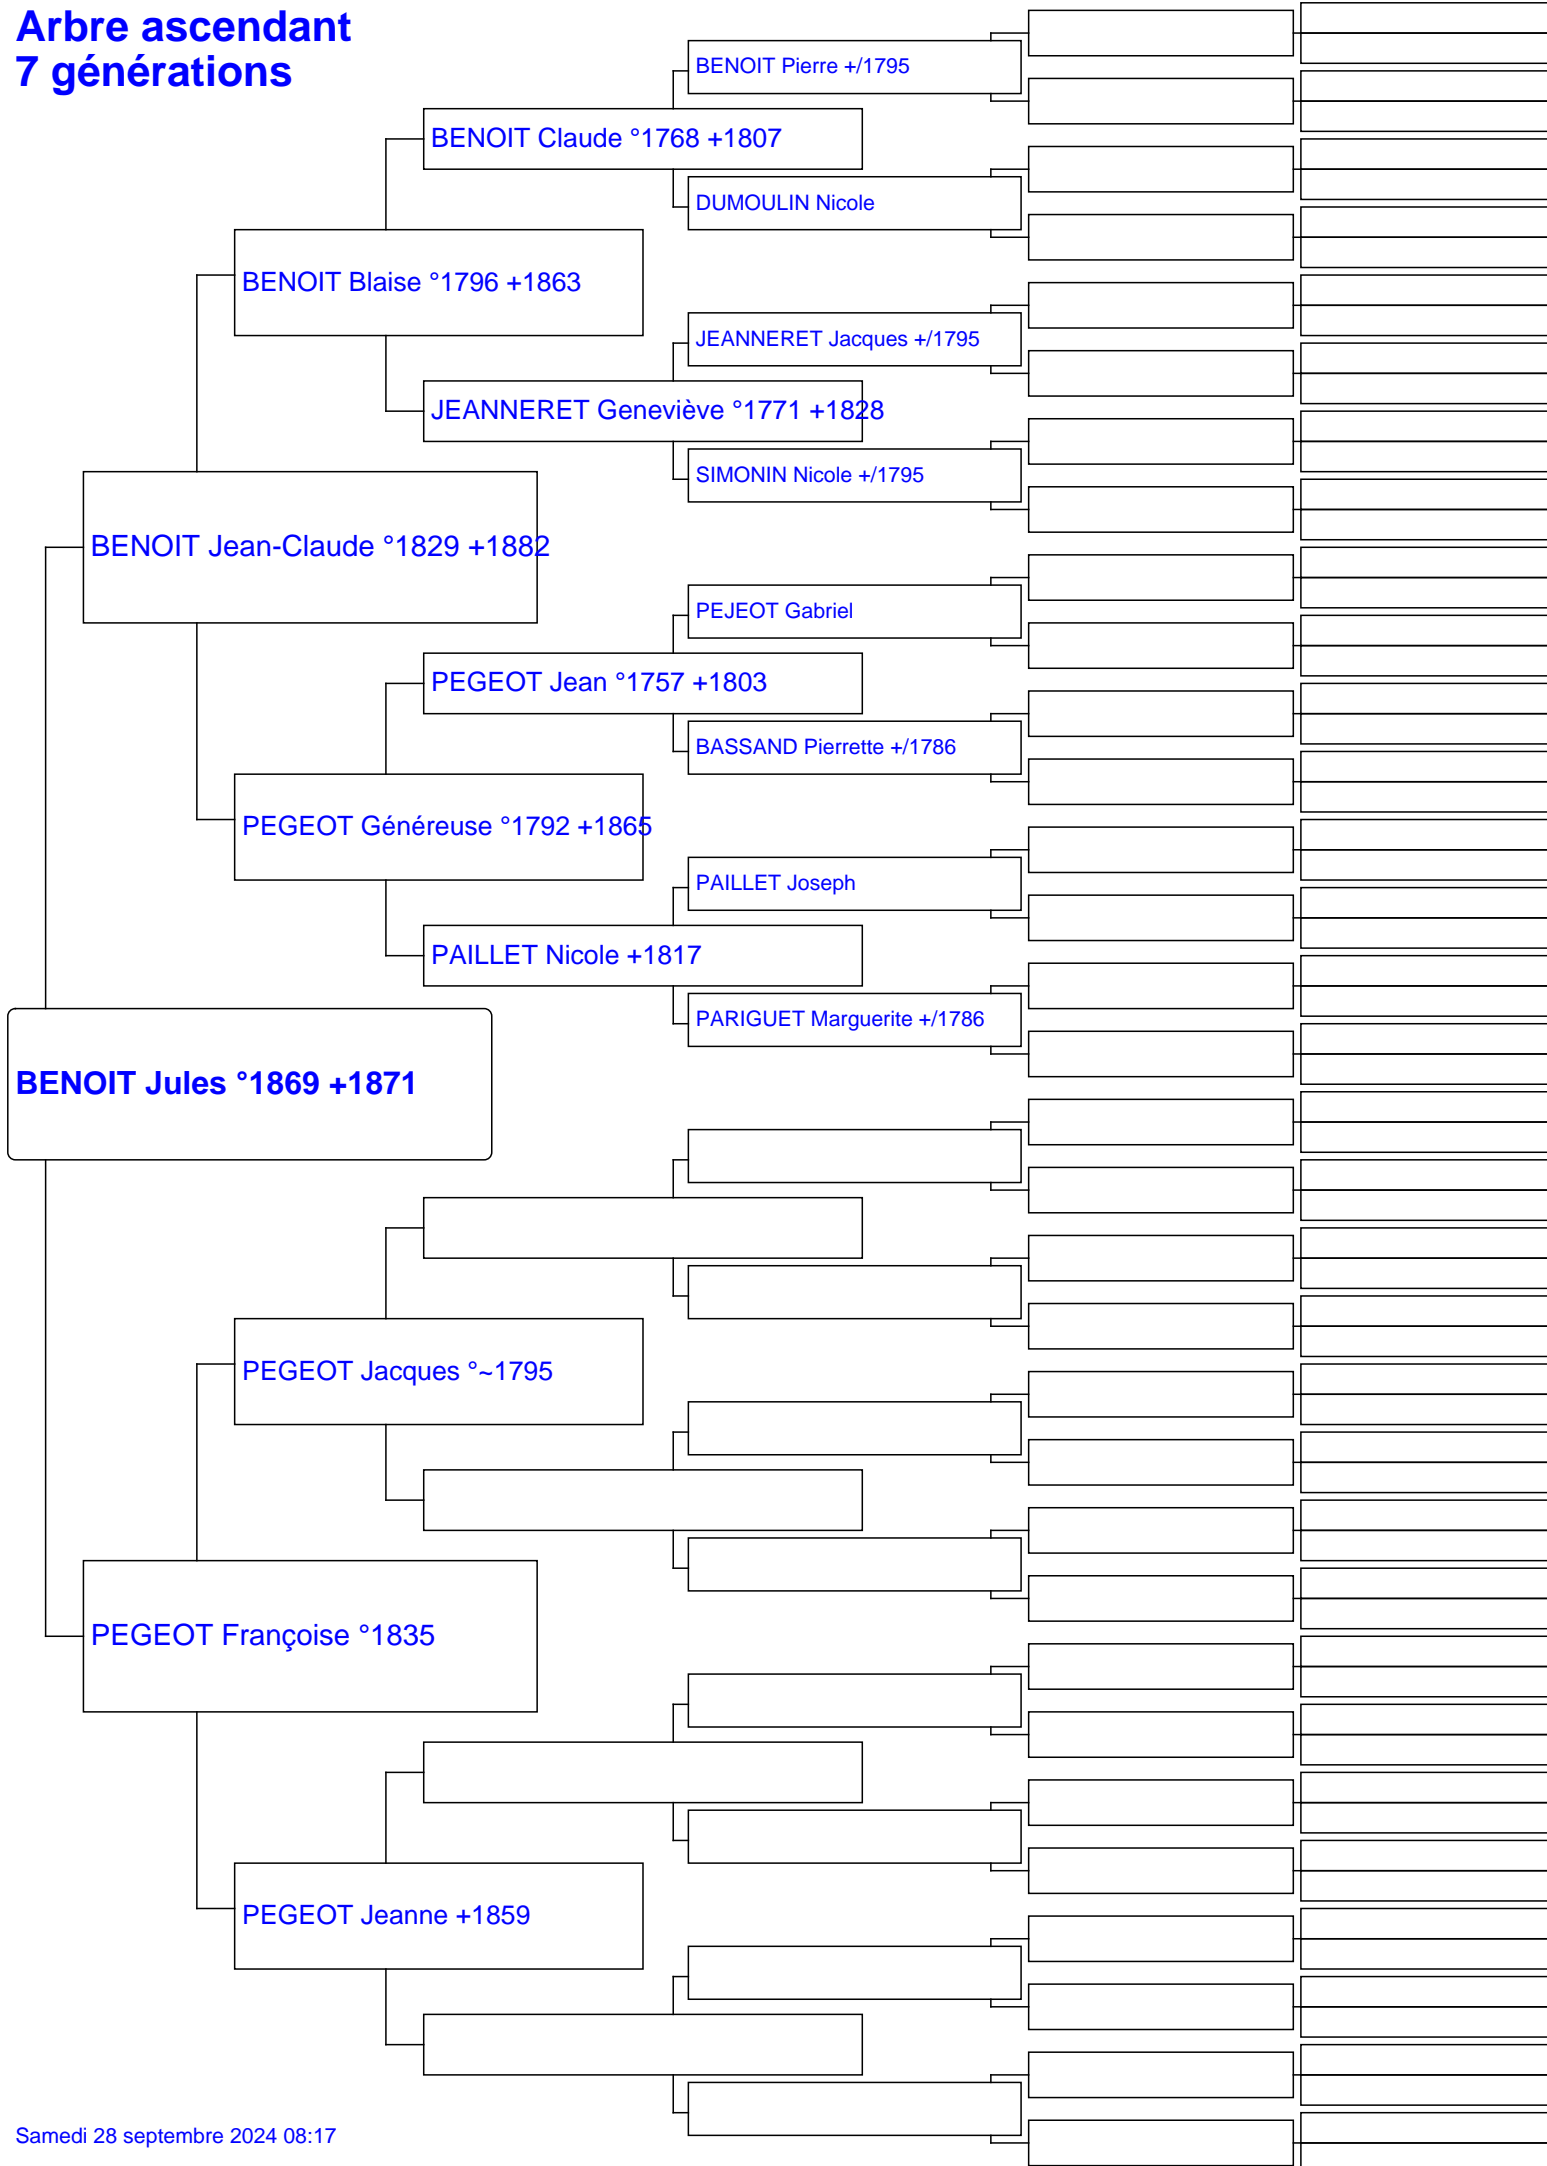 Arbre ascendant
7 générations
BENOIT Pierre +/1795
BENOIT Claude °1768 +1807
DUMOULIN Nicole
BENOIT Blaise °1796 +1863
JEANNERET Jacques +/1795
JEANNERET Geneviève °1771 +1828
SIMONIN Nicole +/1795
BENOIT Jean-Claude °1829 +1882
PEJEOT Gabriel
PEGEOT Jean °1757 +1803
BASSAND Pierrette +/1786
PEGEOT Généreuse °1792 +1865
PAILLET Joseph
PAILLET Nicole +1817
PARIGUET Marguerite +/1786
BENOIT Jules °1869 +1871
PEGEOT Jacques °~1795
PEGEOT Françoise °1835
PEGEOT Jeanne +1859
Samedi 28 septembre 2024 08:17